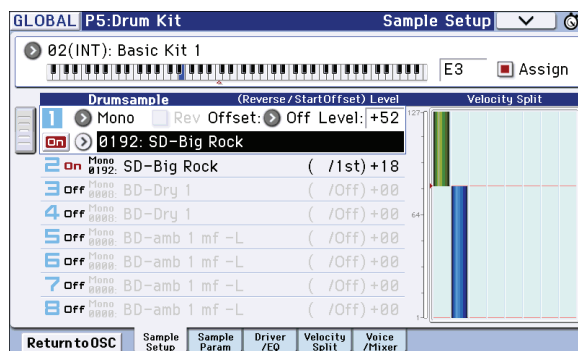 GLOBAL P5:Drum Kit Sample Setup
02(INT): Basic Kit 1
E3 Assign
Drumsample (Reverse/StartOffset) Level Velocity Split
1 Mono Rev Offset: Off Level: +52 127
On 0192: SD-Big Rock
2 On Mono 0192: SD-Big Rock ( /1st) +18
3 Off Mono 0008: BD-Dry 1 ( /Off) +00
4 Off Mono 0008: BD-Dry 1 ( /Off) +00 64
5 Off Mono 0000: BD-amb 1 mf -L ( /Off) +00
6 Off Mono 0000: BD-amb 1 mf -L ( /Off) +00
7 Off Mono 0000: BD-amb 1 mf -L ( /Off) +00
8 Off Mono 0000: BD-amb 1 mf -L ( /Off) +00 1
Return to OSC Sample Setup Sample Param Driver /EQ Velocity Split Voice /Mixer